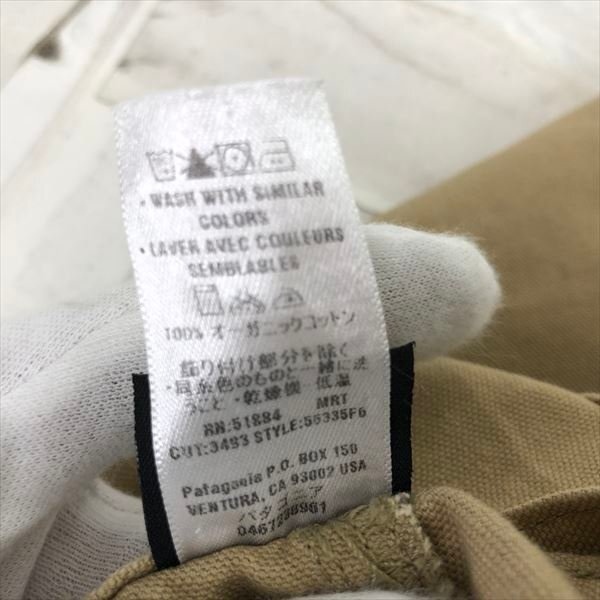 • WASH WITH SIMILAR
COLORS
• LAVER AVEC COULEURS
SEMBLABLES
100% オーガニックコットン
飾り付け部分を除く
・同系色のものと一緒に洗
うこと・乾燥機 低温
RN:51884 MRT
CUT:3493 STYLE:55335F6
Patagonia P.O. BOX 150
VENTURA, CA 93002 USA
パタゴニア